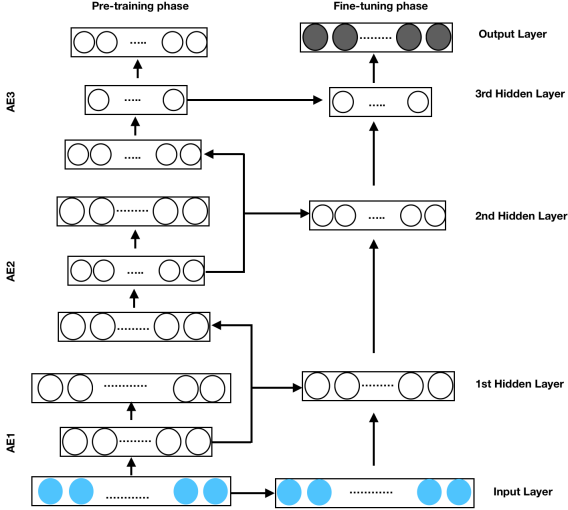 Pre-training phase
Fine-tuning phase
Output Layer
AE3
3rd Hidden Layer
2nd Hidden Layer
AE2
1st Hidden Layer
AE1
Input Layer